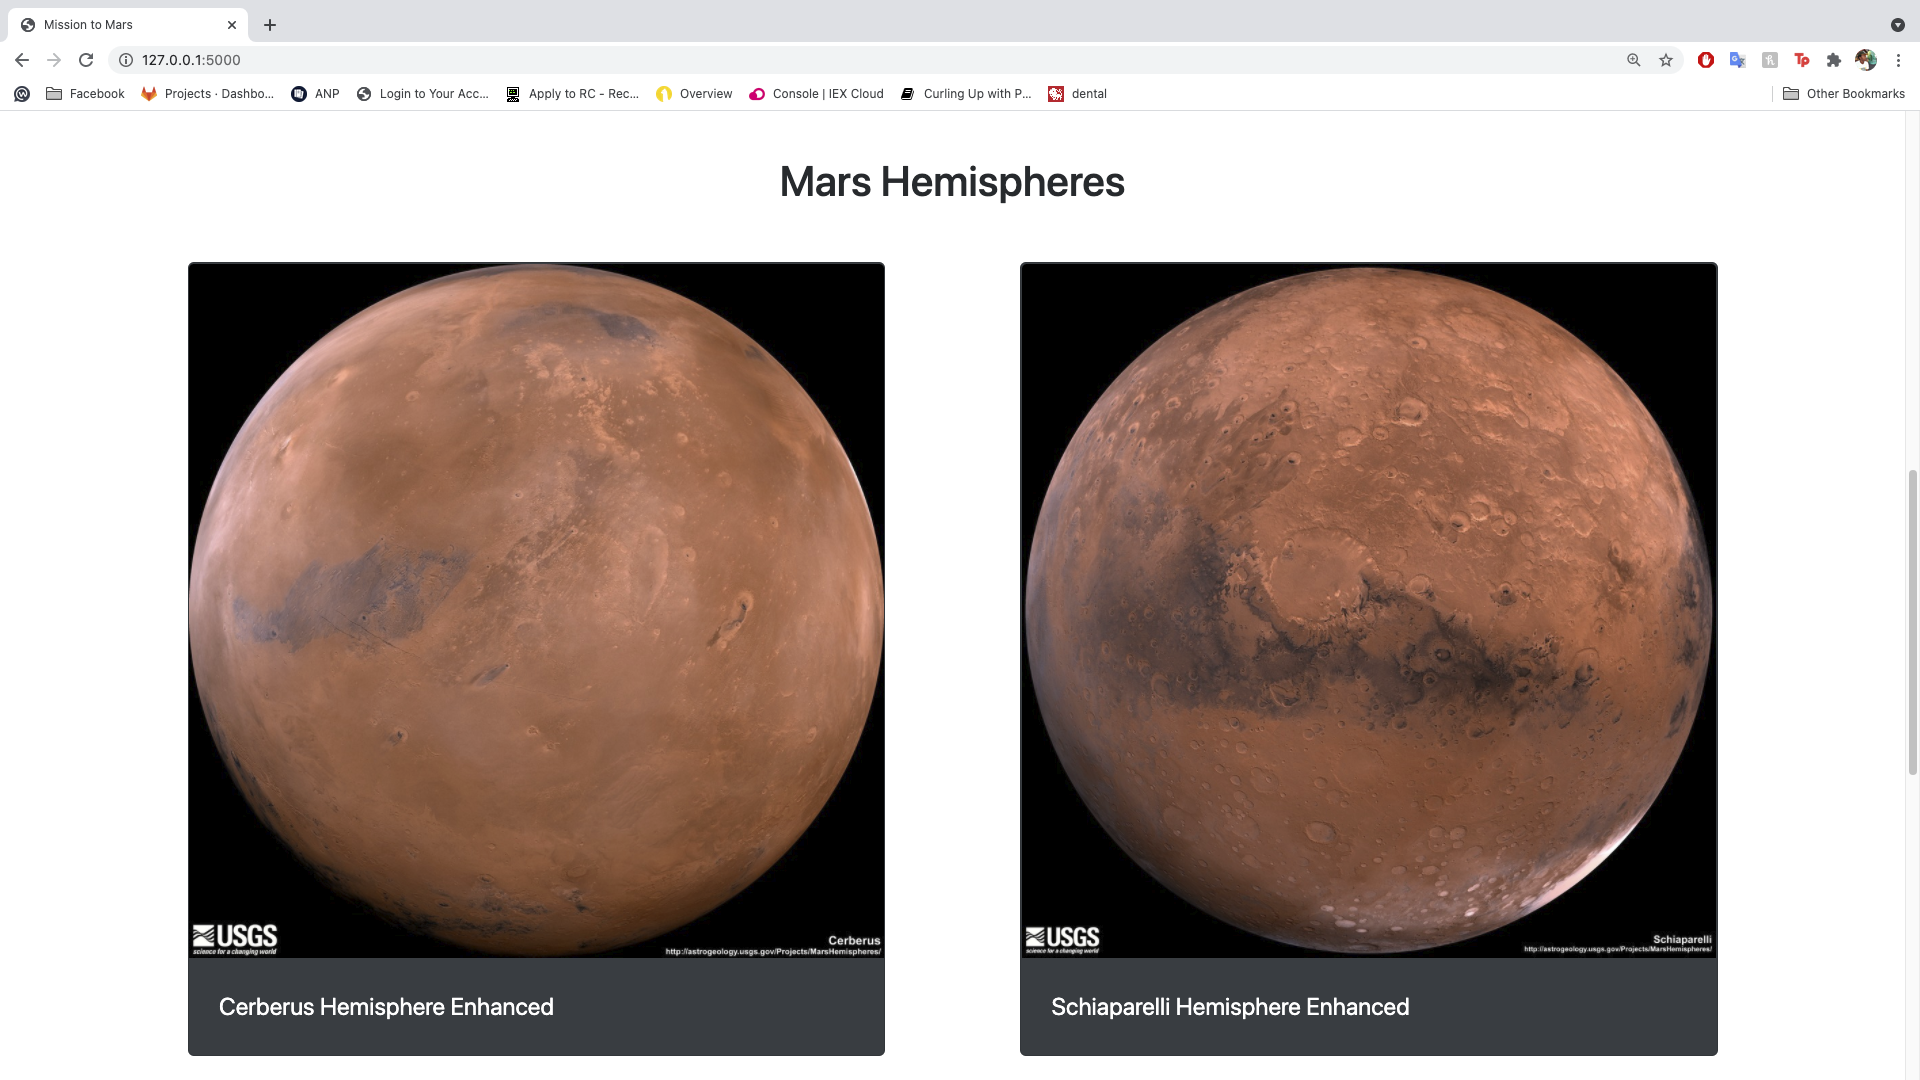 Mission to Mars
127.0.0.1:5000
Facebook
Projects · Dashbo...
ANP
Login to Your Acc...
Apply to RC - Rec...
Overview
Console | IEX Cloud
Curling Up with P...
dental
Other Bookmarks
Mars Hemispheres
USGS
science for a changing world
Cerberus
http://astrogeology.usgs.gov/Projects/MarsHemispheres/
USGS
science for a changing world
Schiaparelli
http://astrogeology.usgs.gov/Projects/MarsHemispheres/
Cerberus Hemisphere Enhanced
Schiaparelli Hemisphere Enhanced